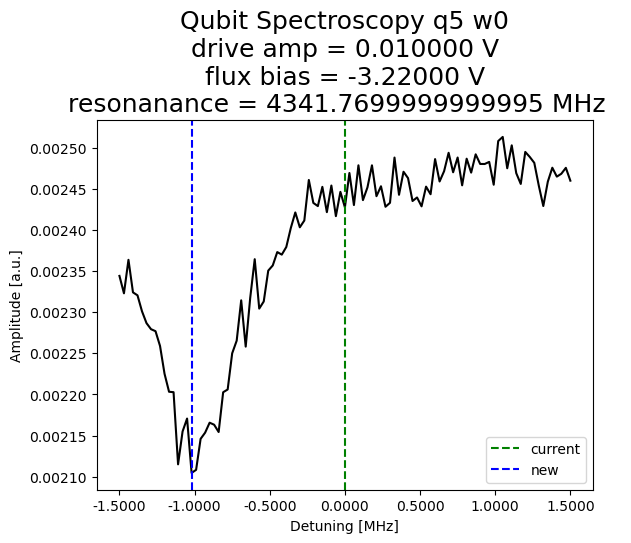 Qubit Spectroscopy q5 w0
drive amp = 0.010000 V
flux bias = -3.22000 V
resonanance = 4341.7699999999995 MHz
Amplitude [a.u.]
0.00250
0.00245
0.00240
0.00235
0.00230
0.00225
0.00220
0.00215
0.00210
current
new
-1.5000 -1.0000 -0.5000 0.0000 0.5000 1.0000 1.5000
Detuning [MHz]